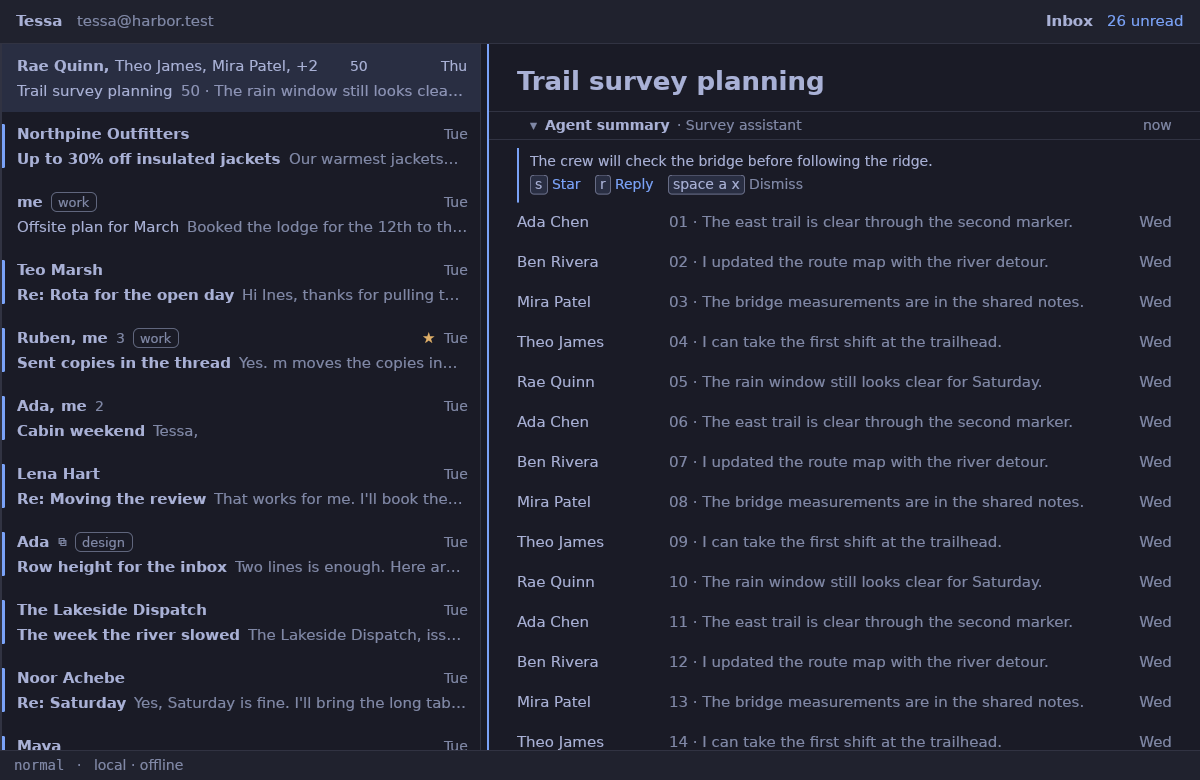 Tessa tessa@harbor.test Inbox 26 unread
Rae Quinn, Theo James, Mira Patel, +2 50 Thu
Trail survey planning 50 · The rain window still looks clea…
Northpine Outfitters Tue
Up to 30% off insulated jackets Our warmest jackets…
me work Tue
Offsite plan for March Booked the lodge for the 12th to th…
Teo Marsh Tue
Re: Rota for the open day Hi Ines, thanks for pulling t…
Ruben, me 3 work ★ Tue
Sent copies in the thread Yes. m moves the copies in…
Ada, me 2 Tue
Cabin weekend Tessa,
Lena Hart Tue
Re: Moving the review That works for me. I'll book the…
Ada design Tue
Row height for the inbox Two lines is enough. Here ar…
The Lakeside Dispatch Tue
The week the river slowed The Lakeside Dispatch, iss…
Noor Achebe Tue
Re: Saturday Yes, Saturday is fine. I'll bring the long tab…
Maya Tue
Trail survey planning
▾ Agent summary · Survey assistant now
The crew will check the bridge before following the ridge.
s Star r Reply space a x Dismiss
Ada Chen 01 · The east trail is clear through the second marker. Wed
Ben Rivera 02 · I updated the route map with the river detour. Wed
Mira Patel 03 · The bridge measurements are in the shared notes. Wed
Theo James 04 · I can take the first shift at the trailhead. Wed
Rae Quinn 05 · The rain window still looks clear for Saturday. Wed
Ada Chen 06 · The east trail is clear through the second marker. Wed
Ben Rivera 07 · I updated the route map with the river detour. Wed
Mira Patel 08 · The bridge measurements are in the shared notes. Wed
Theo James 09 · I can take the first shift at the trailhead. Wed
Rae Quinn 10 · The rain window still looks clear for Saturday. Wed
Ada Chen 11 · The east trail is clear through the second marker. Wed
Ben Rivera 12 · I updated the route map with the river detour. Wed
Mira Patel 13 · The bridge measurements are in the shared notes. Wed
Theo James 14 · I can take the first shift at the trailhead. Wed
normal · local · offline